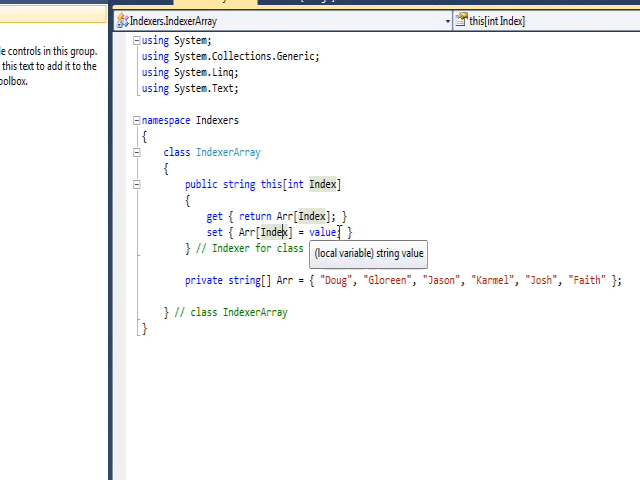 Indexers.IndexerArray
this[int Index]
e controls in this group.
this text to add it to the
oolbox.
using System;
using System.Collections.Generic;
using System.Linq;
using System.Text;
namespace Indexers
{
class IndexerArray
{
public string this[int Index]
{
get { return Arr[Index]; }
set { Arr[Index] = value; }
} // Indexer for class
(local variable) string value
private string[] Arr = { "Doug", "Gloreen", "Jason", "Karmel", "Josh", "Faith" };
} // class IndexerArray
}